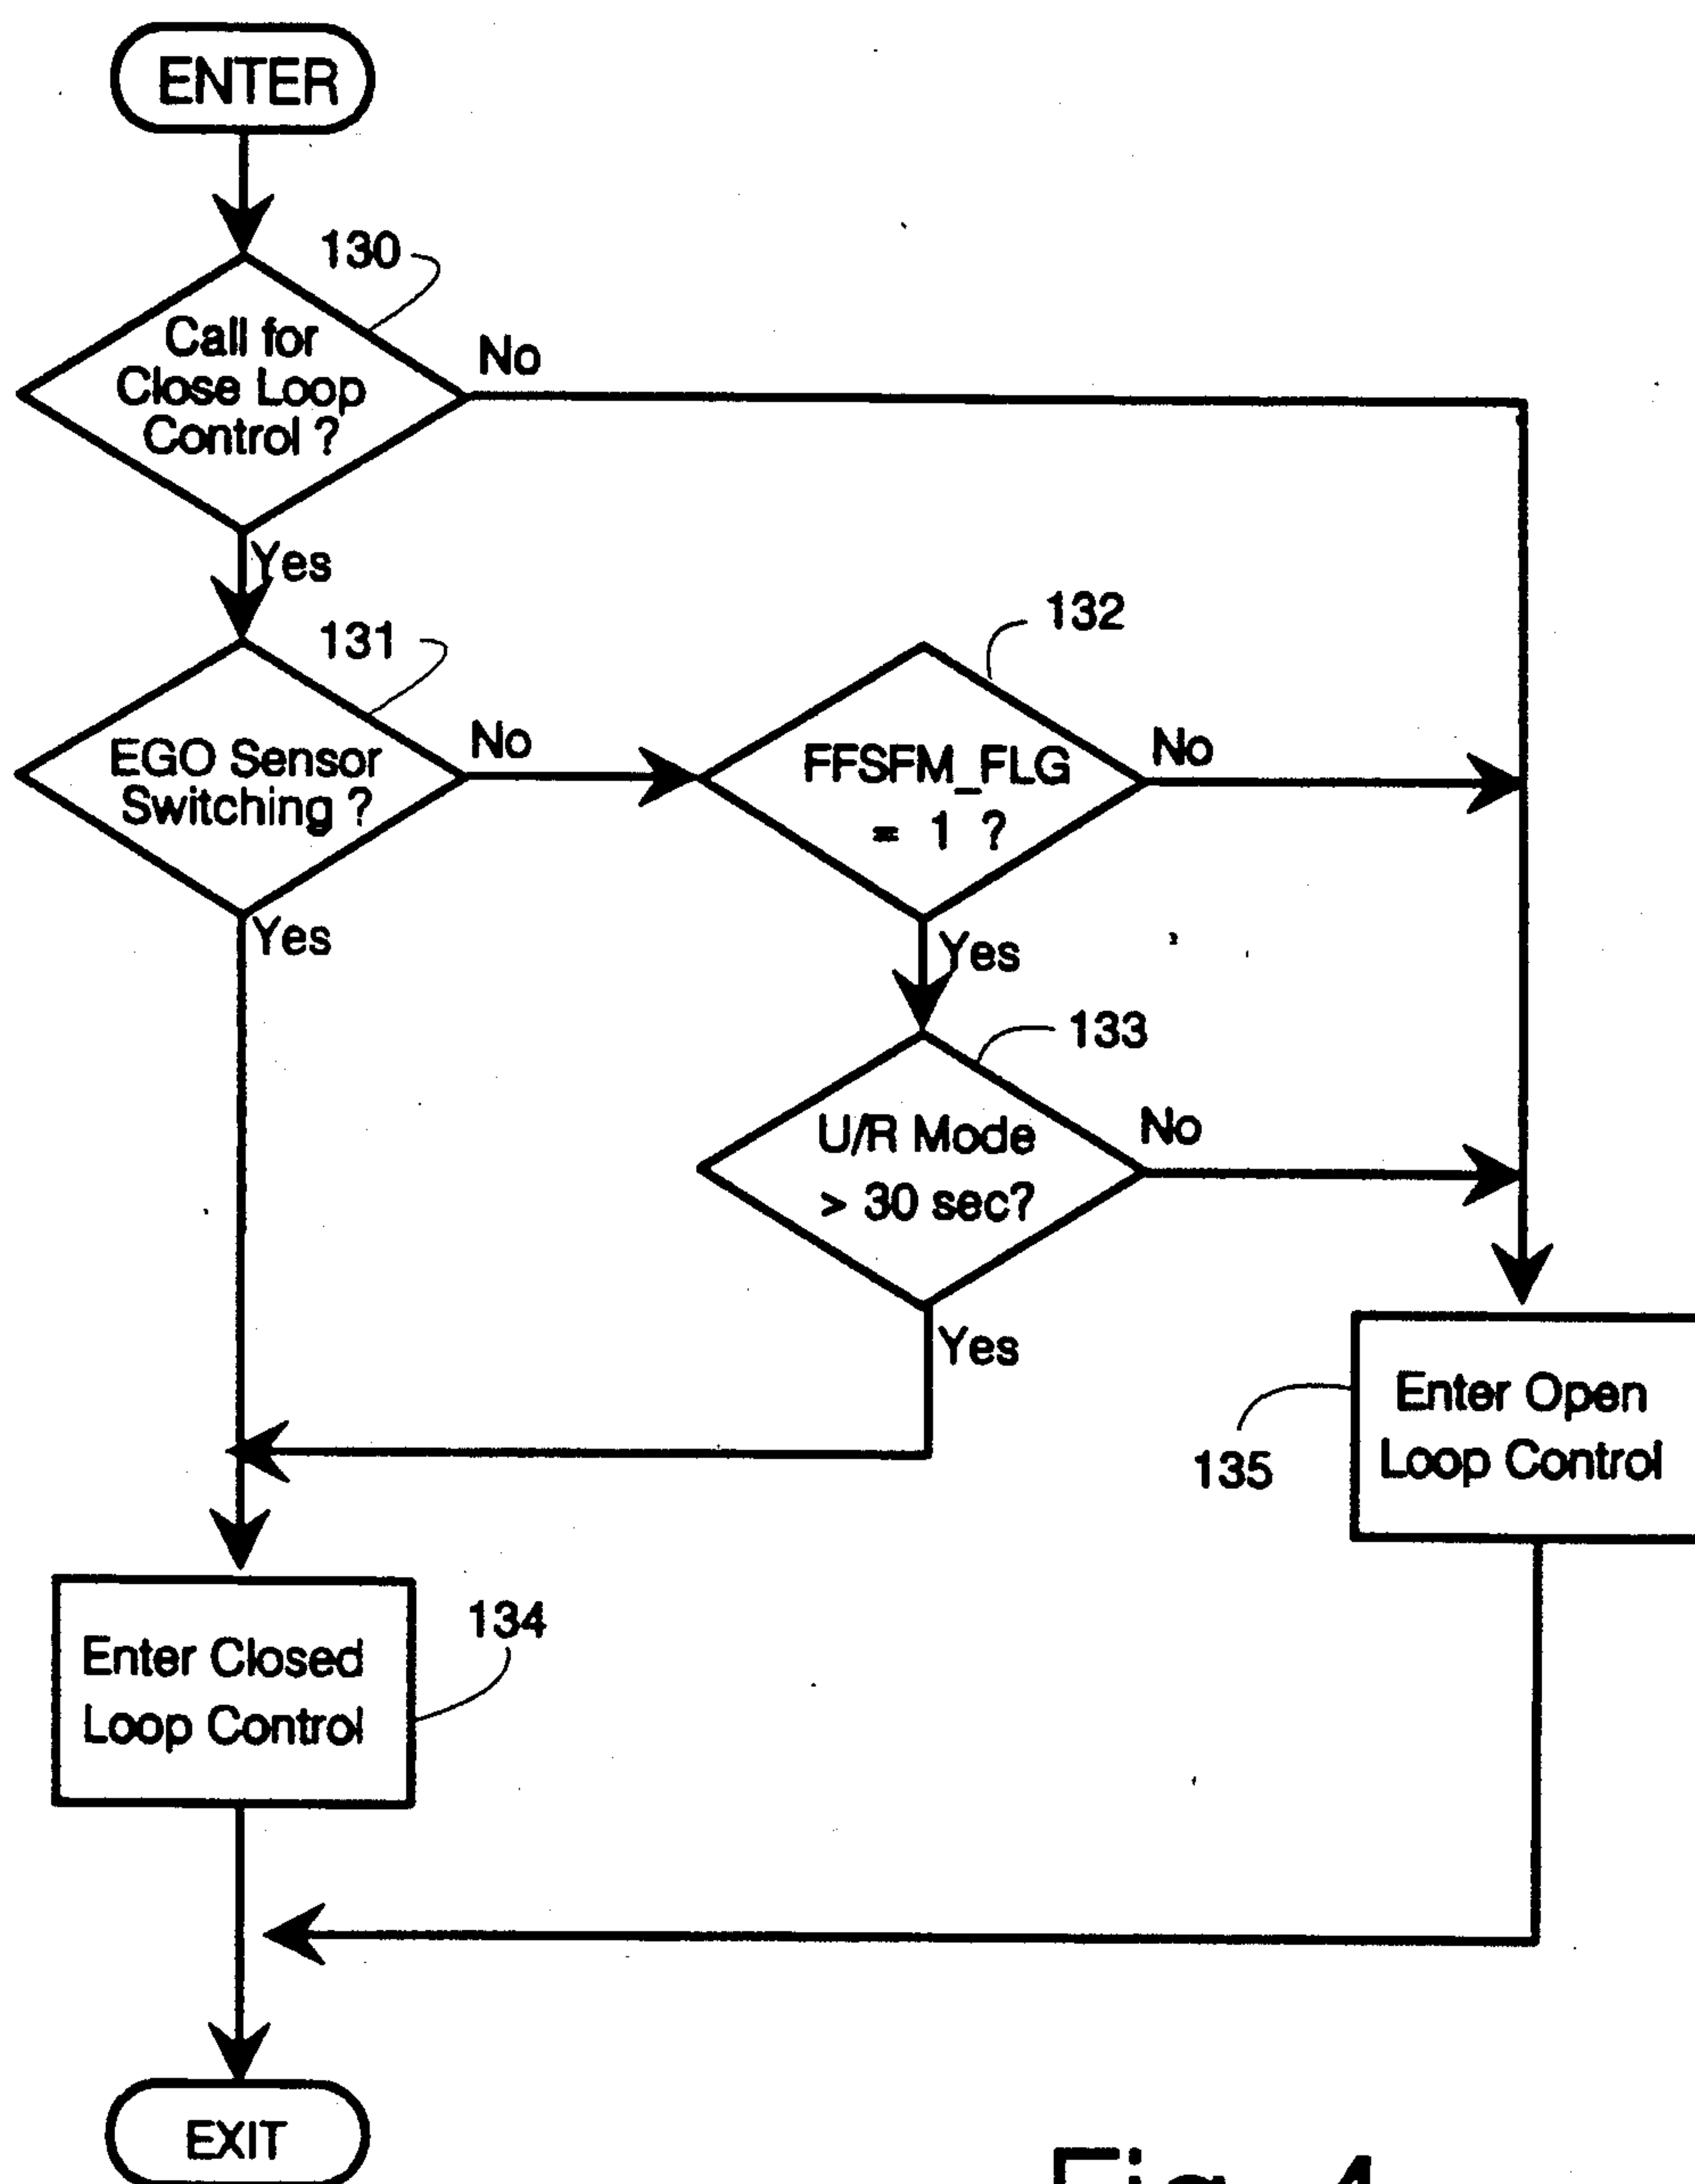 ENTER
130
Call for
Close Loop
Control ?
No
Yes
131
EGO Sensor
Switching ?
No
Yes
132
FFSFM_FLG
= 1 ?
No
Yes
133
U/R Mode
> 30 sec?
No
Yes
Enter Open
Loop Control
135
Enter Closed
Loop Control
134
EXIT